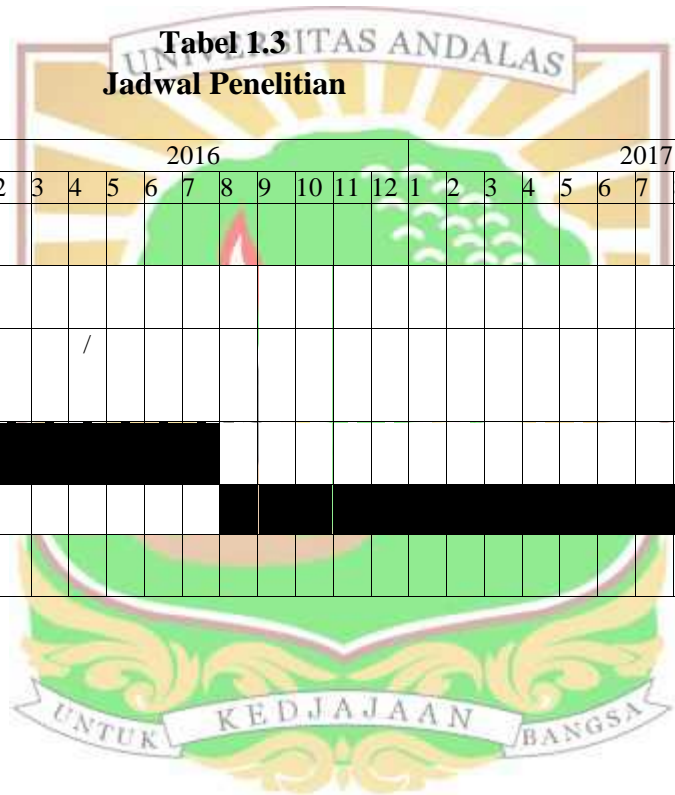 UNIVERSITAS ANDALAS
Tabel 1.3
Jadwal Penelitian
2016 2017
2 3 4 5 6 7 8 9 10 11 12 1 2 3 4 5 6 7
/
UNTUK KEDJAJAAN BANGSA